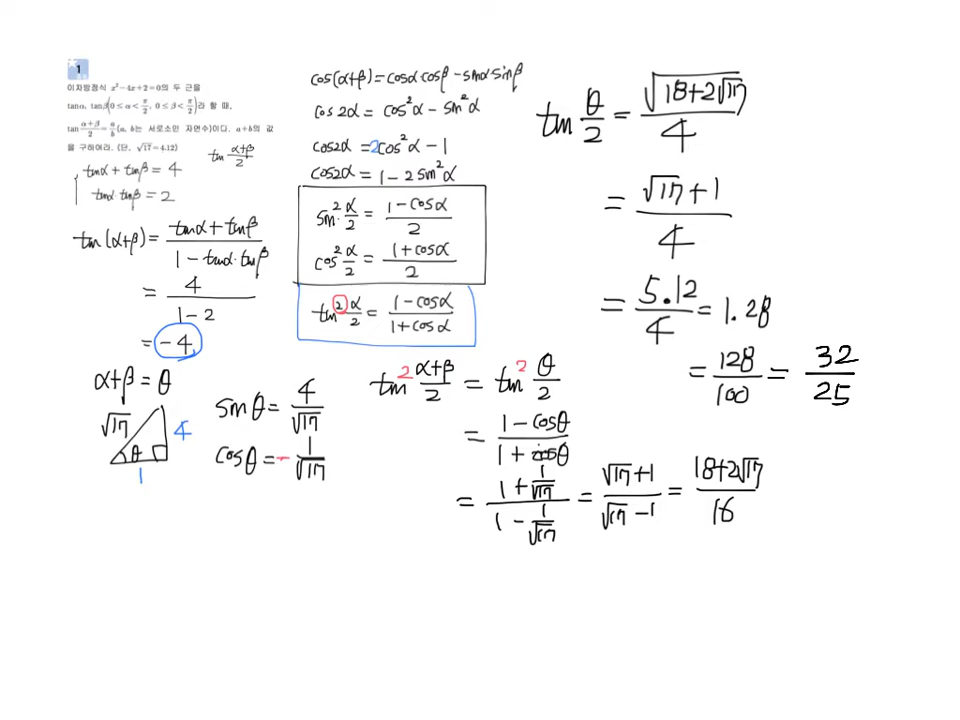 1
이차방정식 x²-4x+2=0의 두 근을
tanα, tanβ(0≤α<π/2, 0≤β<π/2)라 할 때,
tan (α+β)/2 = a/b (a, b는 서로소인 자연수)이다. a+b의 값
을 구하여라. (단, √17=4.12)
tan (α+β)/2
tanα + tanβ = 4
tanα·tanβ = 2
tan(α+β) = (tanα + tanβ)/(1 - tanα·tanβ)
= 4/(1-2)
= -4
α+β = θ
√17 4 θ 1
sinθ = 4/√17
cosθ = -1/√17
cos(α+β) = cosα cosβ - sinα sinβ
cos2α = cos²α - sin²α
cos2α = 2cos²α - 1
cos2α = 1 - 2sin²α
sin² α/2 = (1 - cosα)/2
cos² α/2 = (1 + cosα)/2
tan² α/2 = (1 - cosα)/(1 + cosα)
tan² (α+β)/2 = tan² θ/2
= (1 - cosθ)/(1 + cosθ)
= (1 + 1/√17)/(1 - 1/√17) = (√17+1)/(√17-1) = (18+2√17)/16
tan θ/2 = √(18+2√17)/4
= (√17+1)/4
= 5.12/4 = 1.28
= 128/100 = 32/25